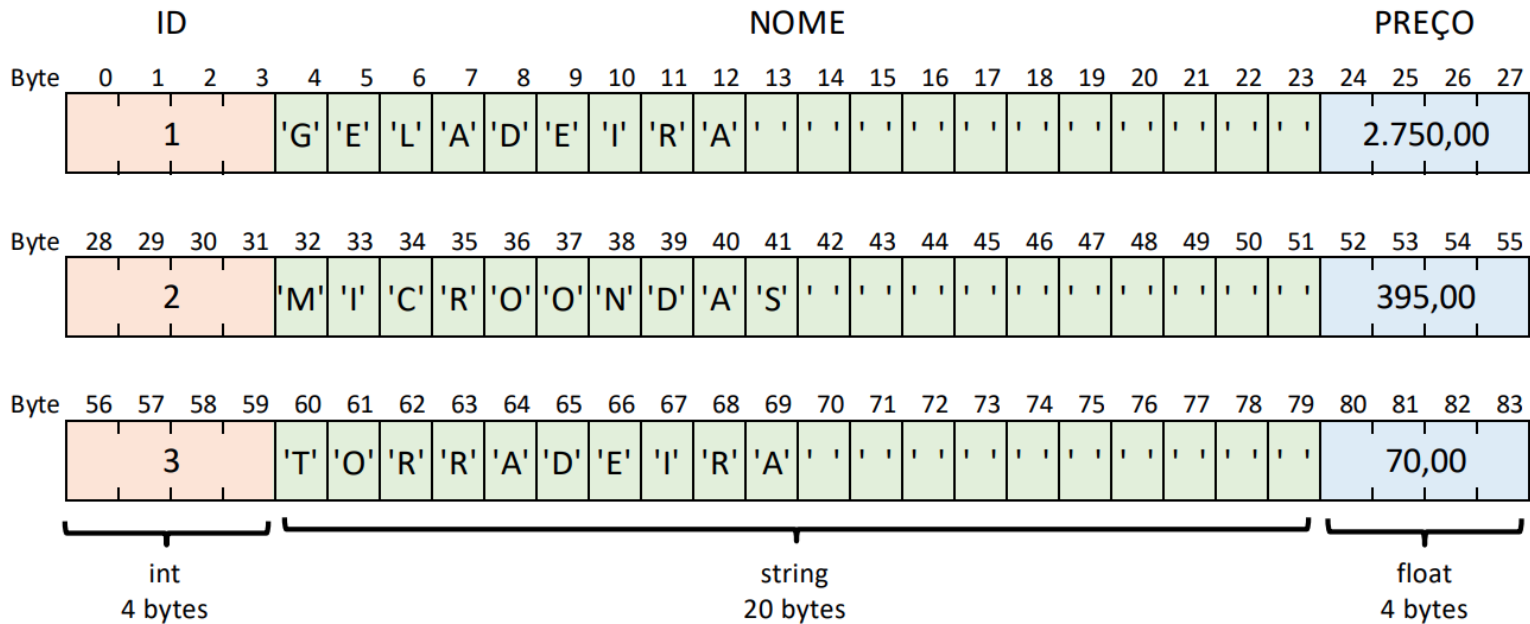 ID NOME PREÇO
Byte 0 1 2 3 4 5 6 7 8 9 10 11 12 13 14 15 16 17 18 19 20 21 22 23 24 25 26 27
1 'G' 'E' 'L' 'A' 'D' 'E' 'I' 'R' 'A' ' ' ' ' ' ' ' ' ' ' ' ' ' ' ' ' ' ' ' ' ' ' 2.750,00
Byte 28 29 30 31 32 33 34 35 36 37 38 39 40 41 42 43 44 45 46 47 48 49 50 51 52 53 54 55
2 'M' 'I' 'C' 'R' 'O' 'O' 'N' 'D' 'A' 'S' ' ' ' ' ' ' ' ' ' ' ' ' ' ' ' ' ' ' ' ' 395,00
Byte 56 57 58 59 60 61 62 63 64 65 66 67 68 69 70 71 72 73 74 75 76 77 78 79 80 81 82 83
3 'T' 'O' 'R' 'R' 'A' 'D' 'E' 'I' 'R' 'A' ' ' ' ' ' ' ' ' ' ' ' ' ' ' ' ' ' ' ' ' 70,00
int string float
4 bytes 20 bytes 4 bytes